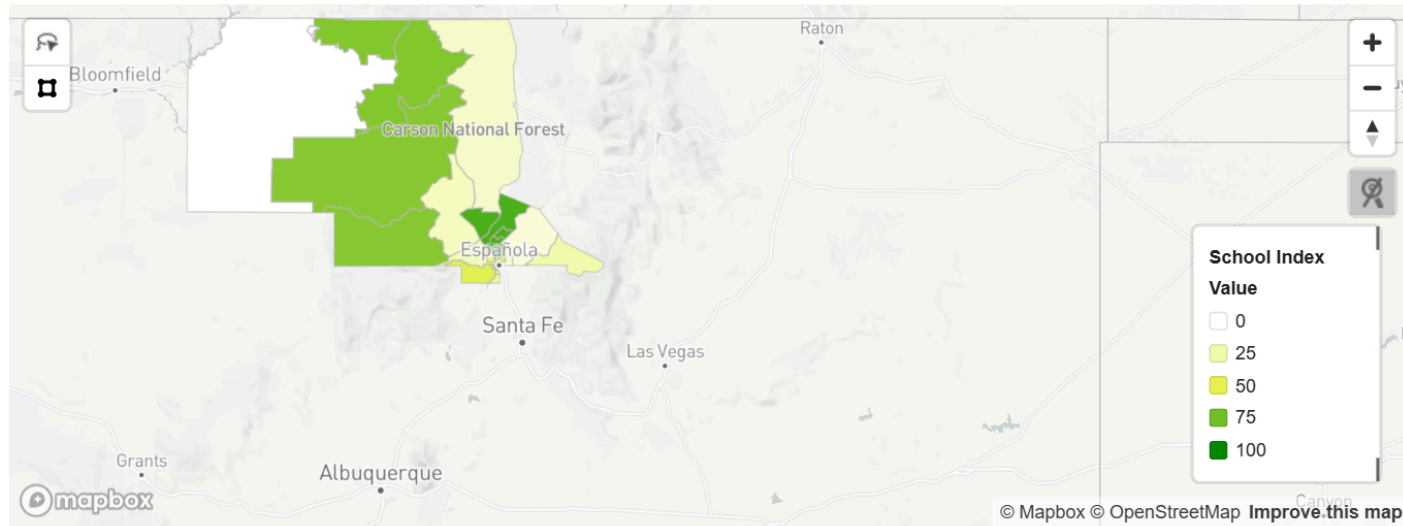 Raton
Bloomfield
Carson National Forest
Española
Santa Fe
Las Vegas
Grants
Albuquerque
Canyon
School Index
Value
0
25
50
75
100
mapbox
© Mapbox © OpenStreetMap Improve this map